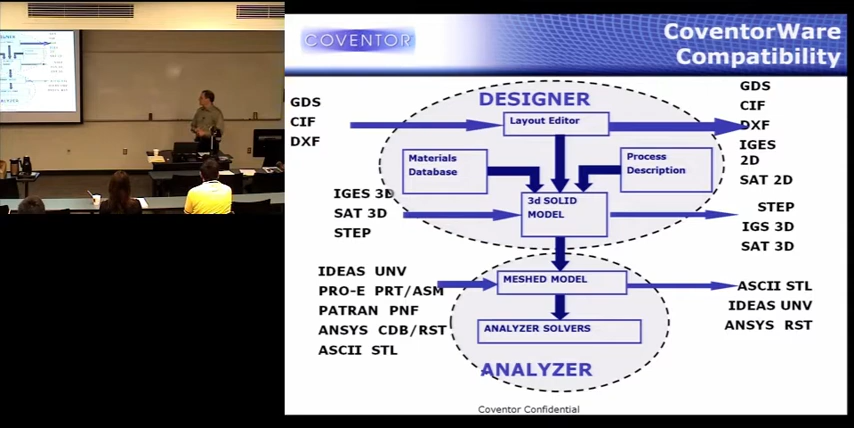 COVENTOR
CoventorWare
Compatibility
GDS
CIF
DXF
DESIGNER
Layout Editor
GDS
CIF
DXF
IGES
2D
SAT 2D
Materials
Database
Process
Description
IGES 3D
SAT 3D
STEP
3d SOLID
MODEL
STEP
IGS 3D
SAT 3D
IDEAS UNV
PRO-E PRT/ASM
PATRAN PNF
ANSYS CDB/RST
ASCII STL
MESHED MODEL
ANALYZER SOLVERS
ANALYZER
ASCII STL
IDEAS UNV
ANSYS RST
Coventor Confidential